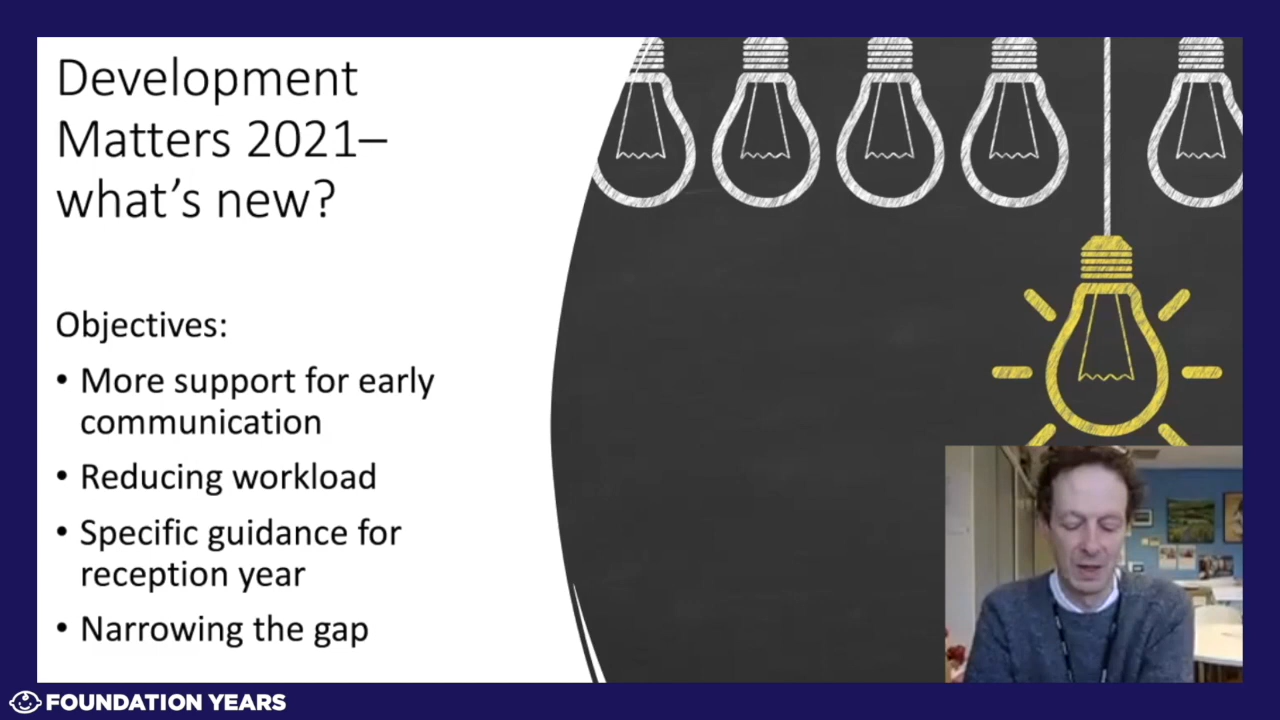 Development
Matters 2021–
what's new?
Objectives:
• More support for early
communication
• Reducing workload
• Specific guidance for
reception year
• Narrowing the gap
FOUNDATION YEARS